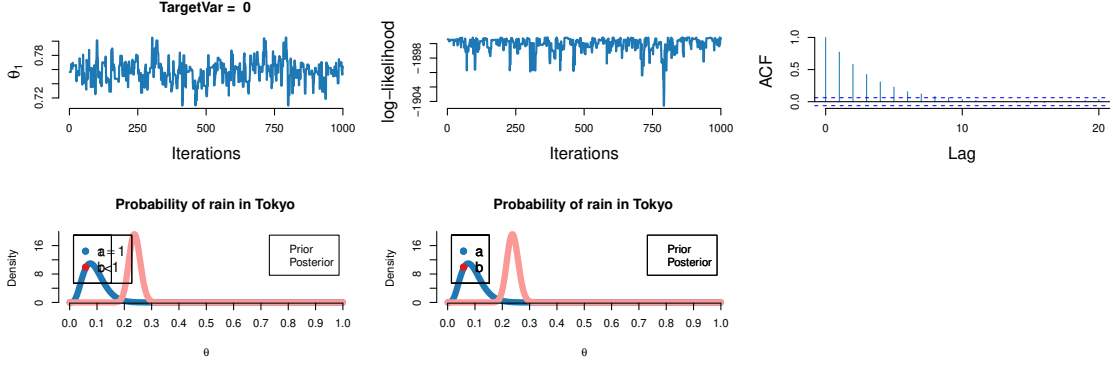 TargetVar = 0
θ1
0.78
0.72
0 250 500 750 1000
Iterations
log−likelihood
−1898
−1904
0 250 500 750 1000
Iterations
ACF
1.0
0.5
0.0
0 10 20
Lag
Probability of rain in Tokyo
Density
16
8
0
b<1
Prior
Posterior
0.0 0.1 0.2 0.3 0.4 0.5 0.6 0.7 0.8 0.9 1.0
θ
Probability of rain in Tokyo
Density
16
8
0
a
b
Prior
Posterior
0.0 0.1 0.2 0.3 0.4 0.5 0.6 0.7 0.8 0.9 1.0
θ